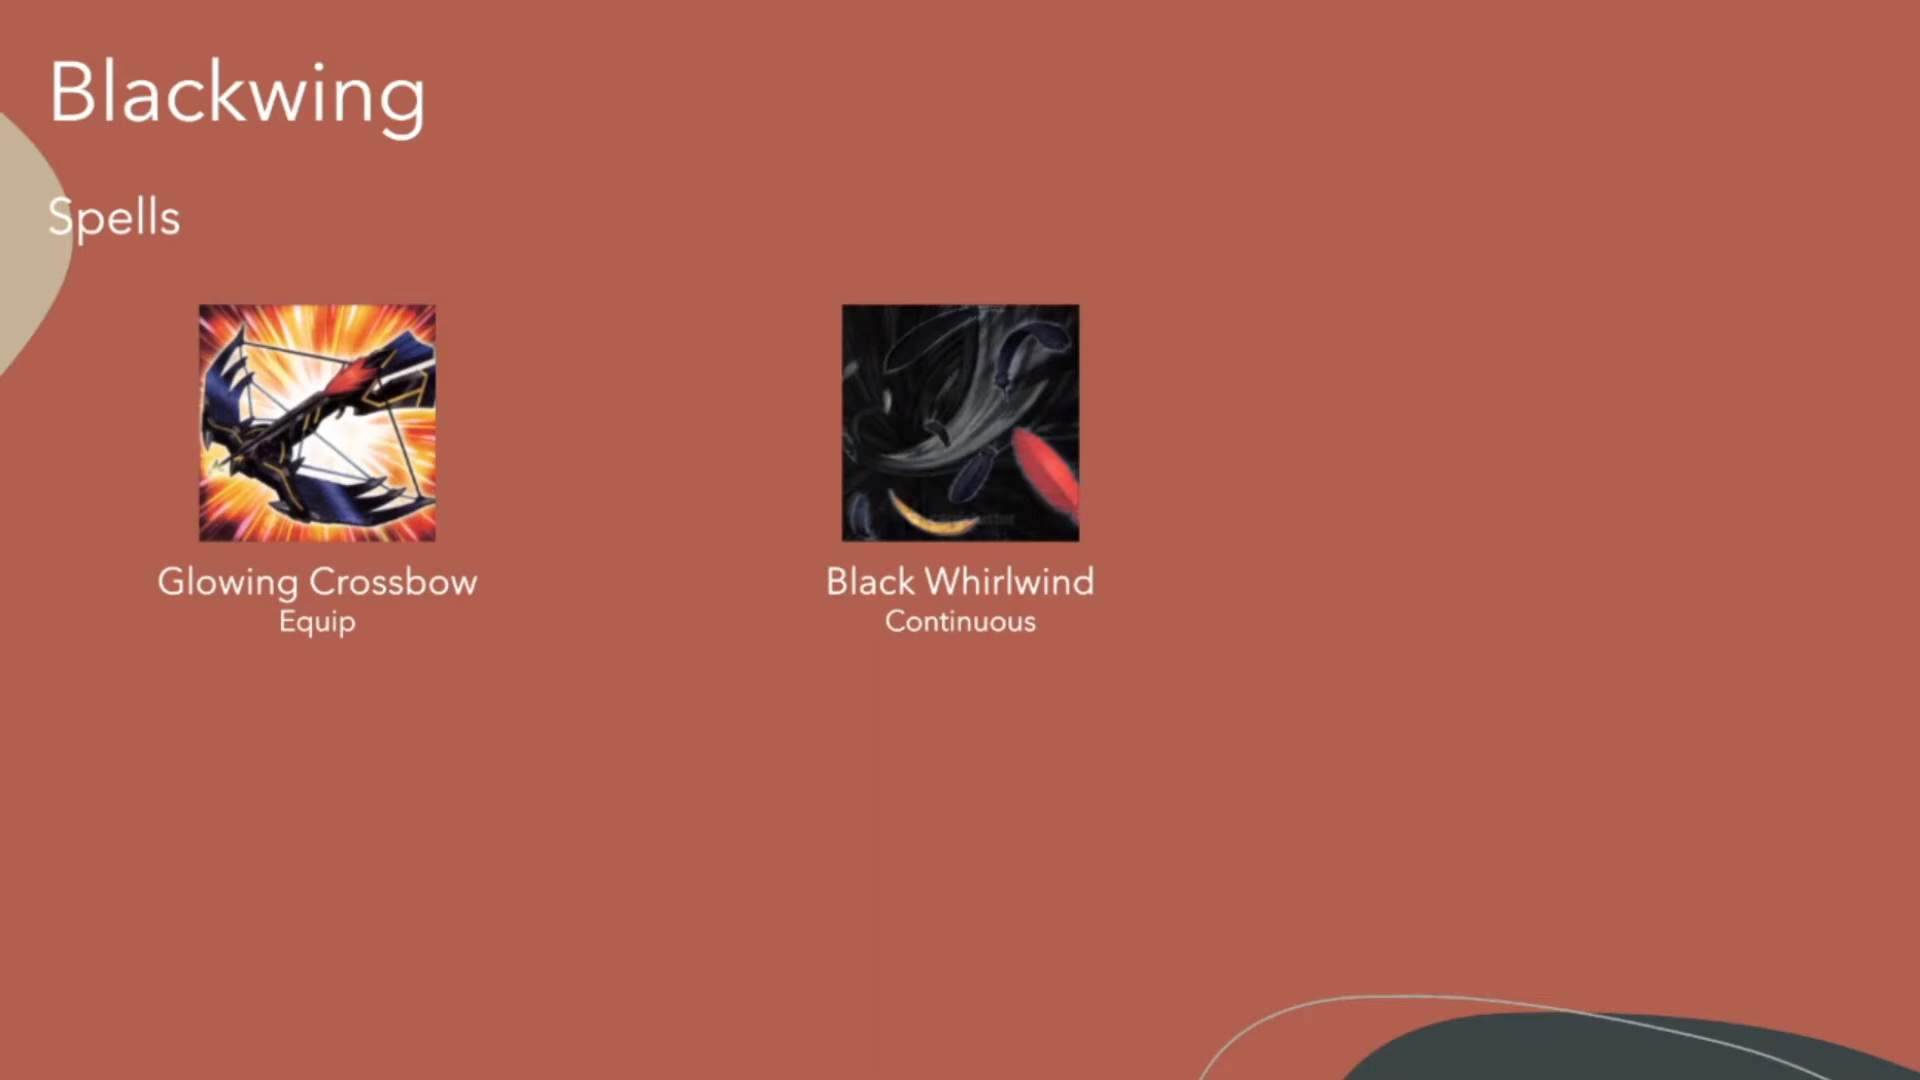 Blackwing
Spells
Glowing Crossbow
Equip
Black Whirlwind
Continuous